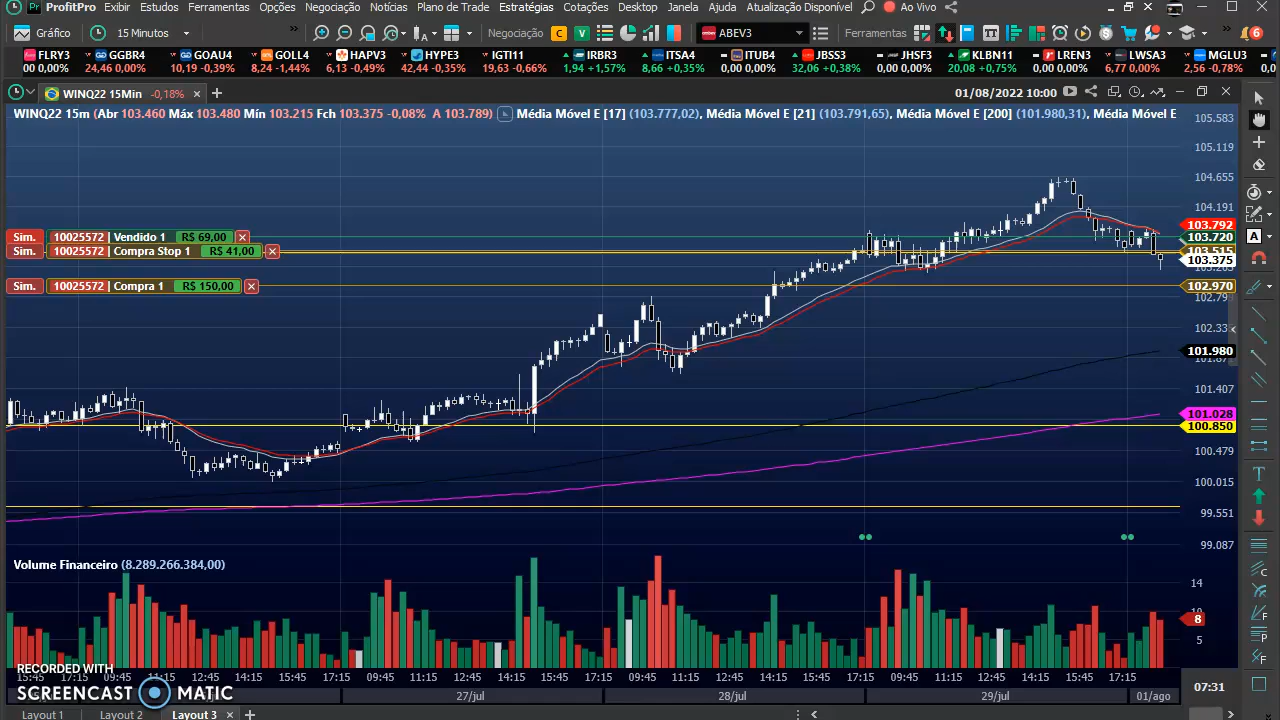 ProfitPro Exibir Estudos Ferramentas Opções Negociação Notícias Plano de Trade Estratégias Cotações Desktop Janela Ajuda Atualização Disponível Ao Vivo
Gráfico 15 Minutos » Negociação C V ABEV3 Ferramentas » 6
FLRY3 GGBR4 GOAU4 GOLL4 HAPV3 HYPE3 IGTI11 IRBR3 ITSA4 ITUB4 JBSS3 JHSF3 KLBN11 LREN3 LWSA3 MGLU3
00 0,00% 24,46 0,00% 10,19 -0,39% 8,24 -1,44% 6,13 -0,49% 42,44 -0,35% 19,63 -0,66% 1,94 +1,57% 8,66 +0,35% 0,00 0,00% 32,06 +0,38% 0,00 0,00% 20,08 +0,75% 0,00 0,00% 6,77 0,00% 2,56 -0,78%
WINQ22 15Min -0,18% 01/08/2022 10:00
WINQ22 15m (Abr 103.460 Máx 103.480 Mín 103.215 Fch 103.375 -0,08% A 103.789) Média Móvel E [17] (103.777,02), Média Móvel E [21] (103.791,65), Média Móvel E [200] (101.980,31), Média Móvel E
105.583
105.119
104.655
104.191
103.792
Sim. 10025572 Vendido 1 R$ 69,00 103.720
Sim. 10025572 Compra Stop 1 R$ 41,00 103.515
103.375
Sim. 10025572 Compra 1 R$ 150,00 102.970
102.33
101.980
101.407
101.028
100.850
100.479
100.015
99.551
99.087
Volume Financeiro (8.289.266.384,00)
14
8
5
RECORDED WITH
SCREENCAST MATIC
15:45 17:15 09:45 11:15 12:45 14:15 15:45 17:15 09:45 11:15 12:45 14:15 15:45 17:15 09:45 11:15 12:45 14:15 15:45 17:15 09:45 11:15 12:45 14:15 15:45 17:15
27/jul 28/jul 29/jul 01/ago
07:31
Layout 1 Layout 2 Layout 3